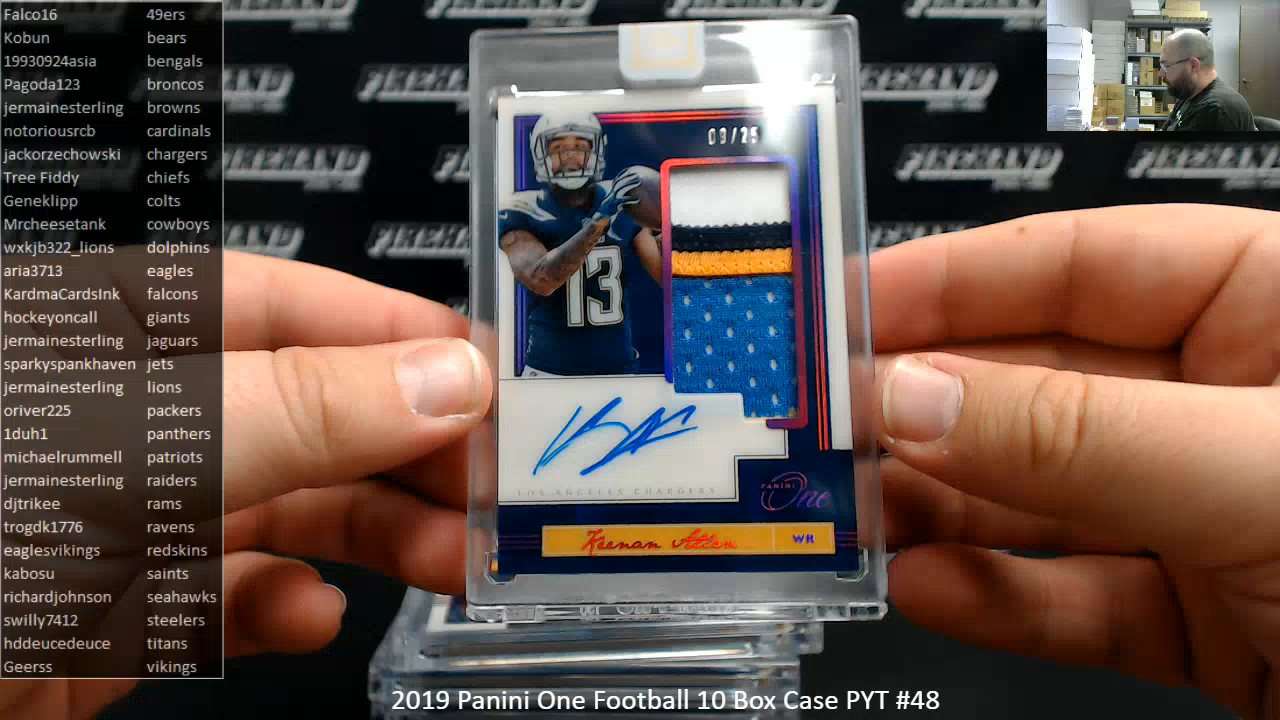 Falco16 49ers
Kobun bears
19930924asia bengals
Pagoda123 broncos
jermainesterling browns
notoriousrcb cardinals
jackorzechowski chargers
Tree Fiddy chiefs
Geneklipp colts
Mrcheesetank cowboys
wxkjb322_lions dolphins
aria3713 eagles
KardmaCardsInk falcons
hockeyoncall giants
jermainesterling jaguars
sparkyspankhaven jets
jermainesterling lions
oriver225 packers
1duh1 panthers
michaelrummell patriots
jermainesterling raiders
djtrikee rams
trogdk1776 ravens
eaglesvikings redskins
kabosu saints
richardjohnson seahawks
swilly7412 steelers
hddeucedeuce titans
Geerss vikings
FIREHAND
09/25
13
LOS ANGELES CHARGERS
PANINI
One
Keenan Allen WR
2019 Panini One Football 10 Box Case PYT #48